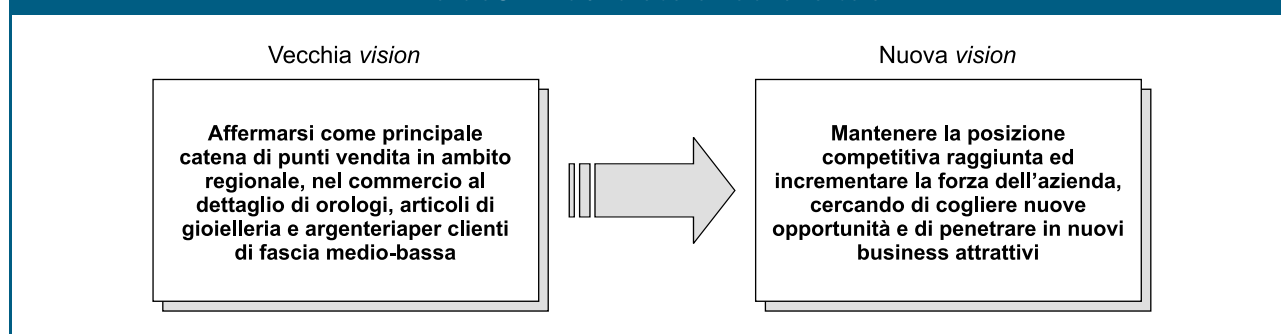 Vecchia vision
Affermarsi come principale
catena di punti vendita in ambito
regionale, nel commercio al
dettaglio di orologi, articoli di
gioielleria e argenteriaper clienti
di fascia medio-bassa
Nuova vision
Mantenere la posizione
competitiva raggiunta ed
incrementare la forza dell'azienda,
cercando di cogliere nuove
opportunità e di penetrare in nuovi
business attrattivi